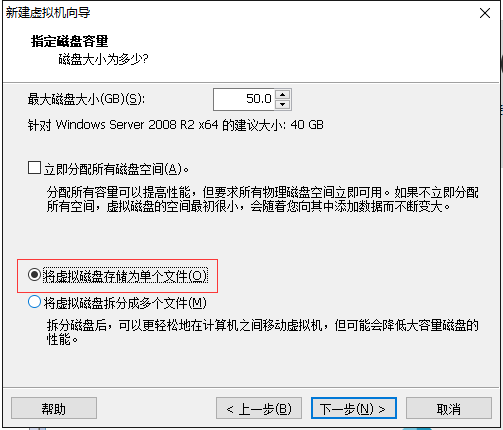 新建虚拟机向导
指定磁盘容量
磁盘大小为多少?
最大磁盘大小(GB)(S): 50.0
针对 Windows Server 2008 R2 x64 的建议大小: 40 GB
立即分配所有磁盘空间(A)。
分配所有容量可以提高性能，但要求所有物理磁盘空间立即可用。如果不立即分配
所有空间，虚拟磁盘的空间最初很小，会随着您向其中添加数据而不断变大。
将虚拟磁盘存储为单个文件(O)
将虚拟磁盘拆分成多个文件(M)
拆分磁盘后，可以更轻松地在计算机之间移动虚拟机，但可能会降低大容量磁盘的
性能。
帮助 < 上一步(B) 下一步(N) > 取消